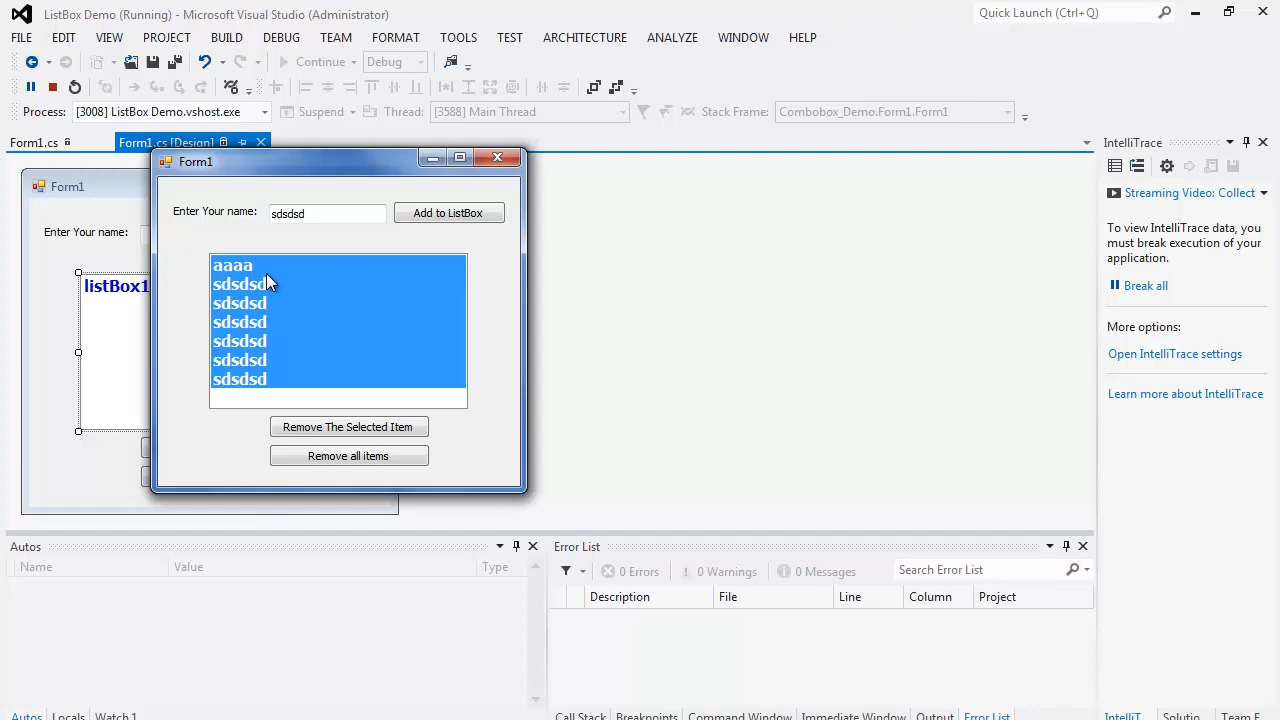 ListBox Demo (Running) - Microsoft Visual Studio (Administrator)
Quick Launch (Ctrl+Q)
FILE EDIT VIEW PROJECT BUILD DEBUG TEAM FORMAT TOOLS TEST ARCHITECTURE ANALYZE WINDOW HELP
Continue Debug
Process: [3008] ListBox Demo.vshost.exe Suspend Thread: [3588] Main Thread Stack Frame: Combobox_Demo.Form1.Form1
Form1.cs Form1.cs [Design]
Form1
Enter Your name:
listBox1
Form1
Enter Your name: sdsdsd Add to ListBox
aaaa
sdsdsd
sdsdsd
sdsdsd
sdsdsd
sdsdsd
sdsdsd
Remove The Selected Item
Remove all items
IntelliTrace
Streaming Video: Collect
To view IntelliTrace data, you
must break execution of your
application.
Break all
More options:
Open IntelliTrace settings
Learn more about IntelliTrace
Autos
Name Value Type
Error List
0 Errors 0 Warnings 0 Messages Search Error List
Description File Line Column Project
Autos Locals Watch 1
Call Stack Breakpoints Command Window Immediate Window Output Error List
IntelliT... Solutio... Team E...